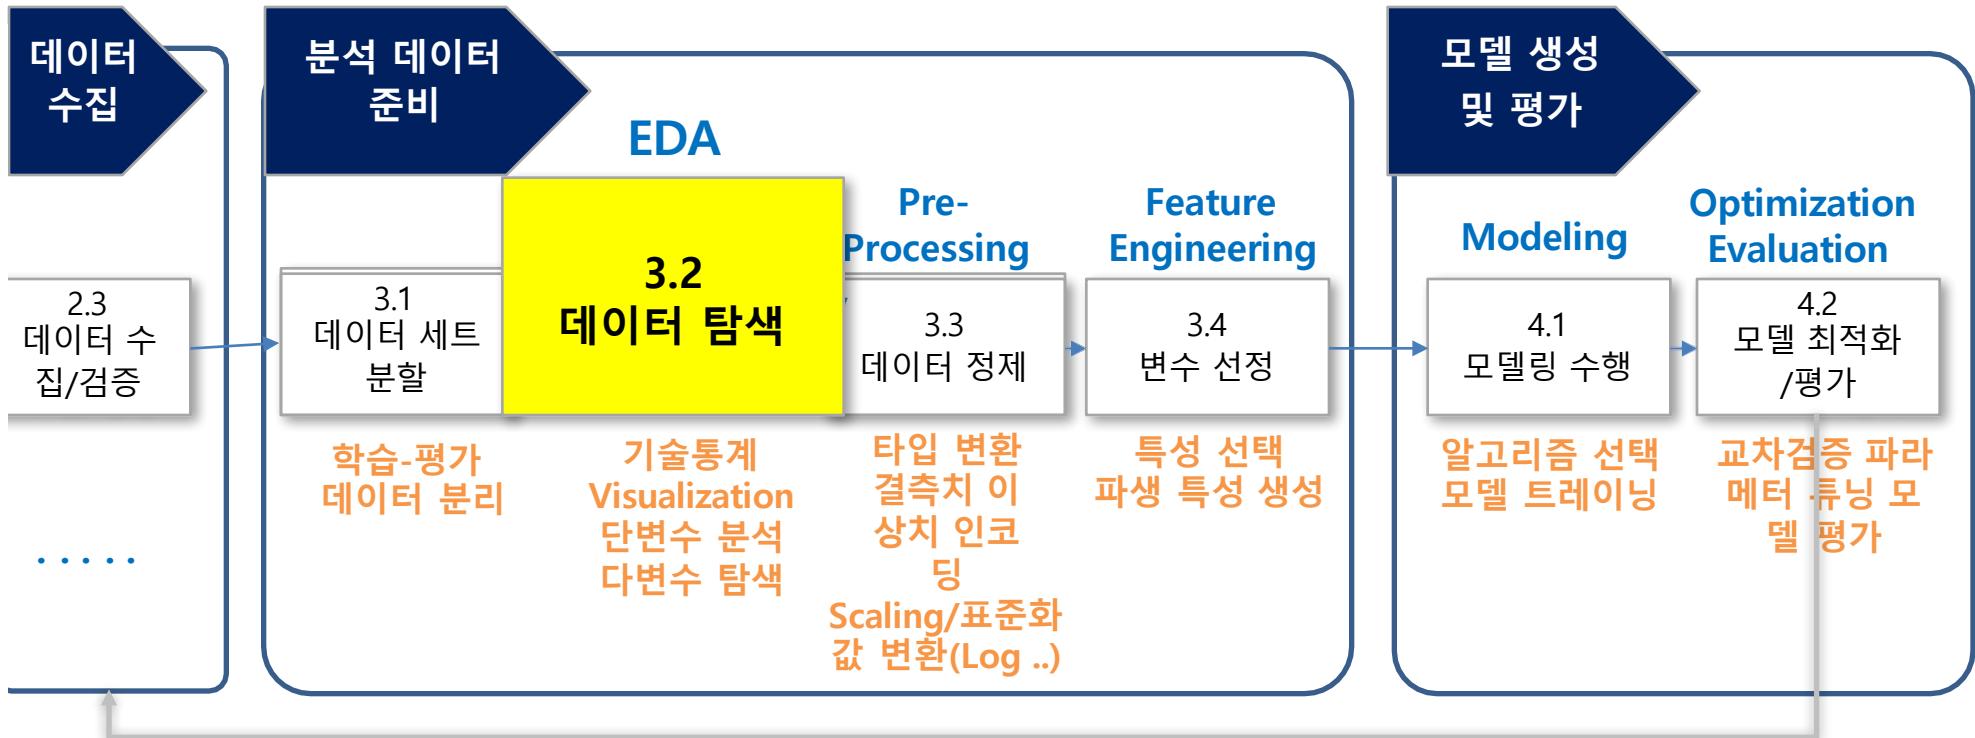 데이터
수집
분석 데이터
준비
모델 생성
및 평가
EDA
Pre-
Processing
Feature
Engineering
Modeling
Optimization
Evaluation
2.3
데이터 수
집/검증
3.1
데이터 세트
분할
3.2
데이터 탐색
3.3
데이터 정제
3.4
변수 선정
4.1
모델링 수행
4.2
모델 최적화
/평가
.....
학습-평가
데이터 분리
기술통계
Visualization
단변수 분석
다변수 탐색
타입 변환
결측치 이
상치 인코
딩
Scaling/표준화
값 변환(Log ..)
특성 선택
파생 특성 생성
알고리즘 선택
모델 트레이닝
교차검증 파라
메터 튜닝 모
델 평가